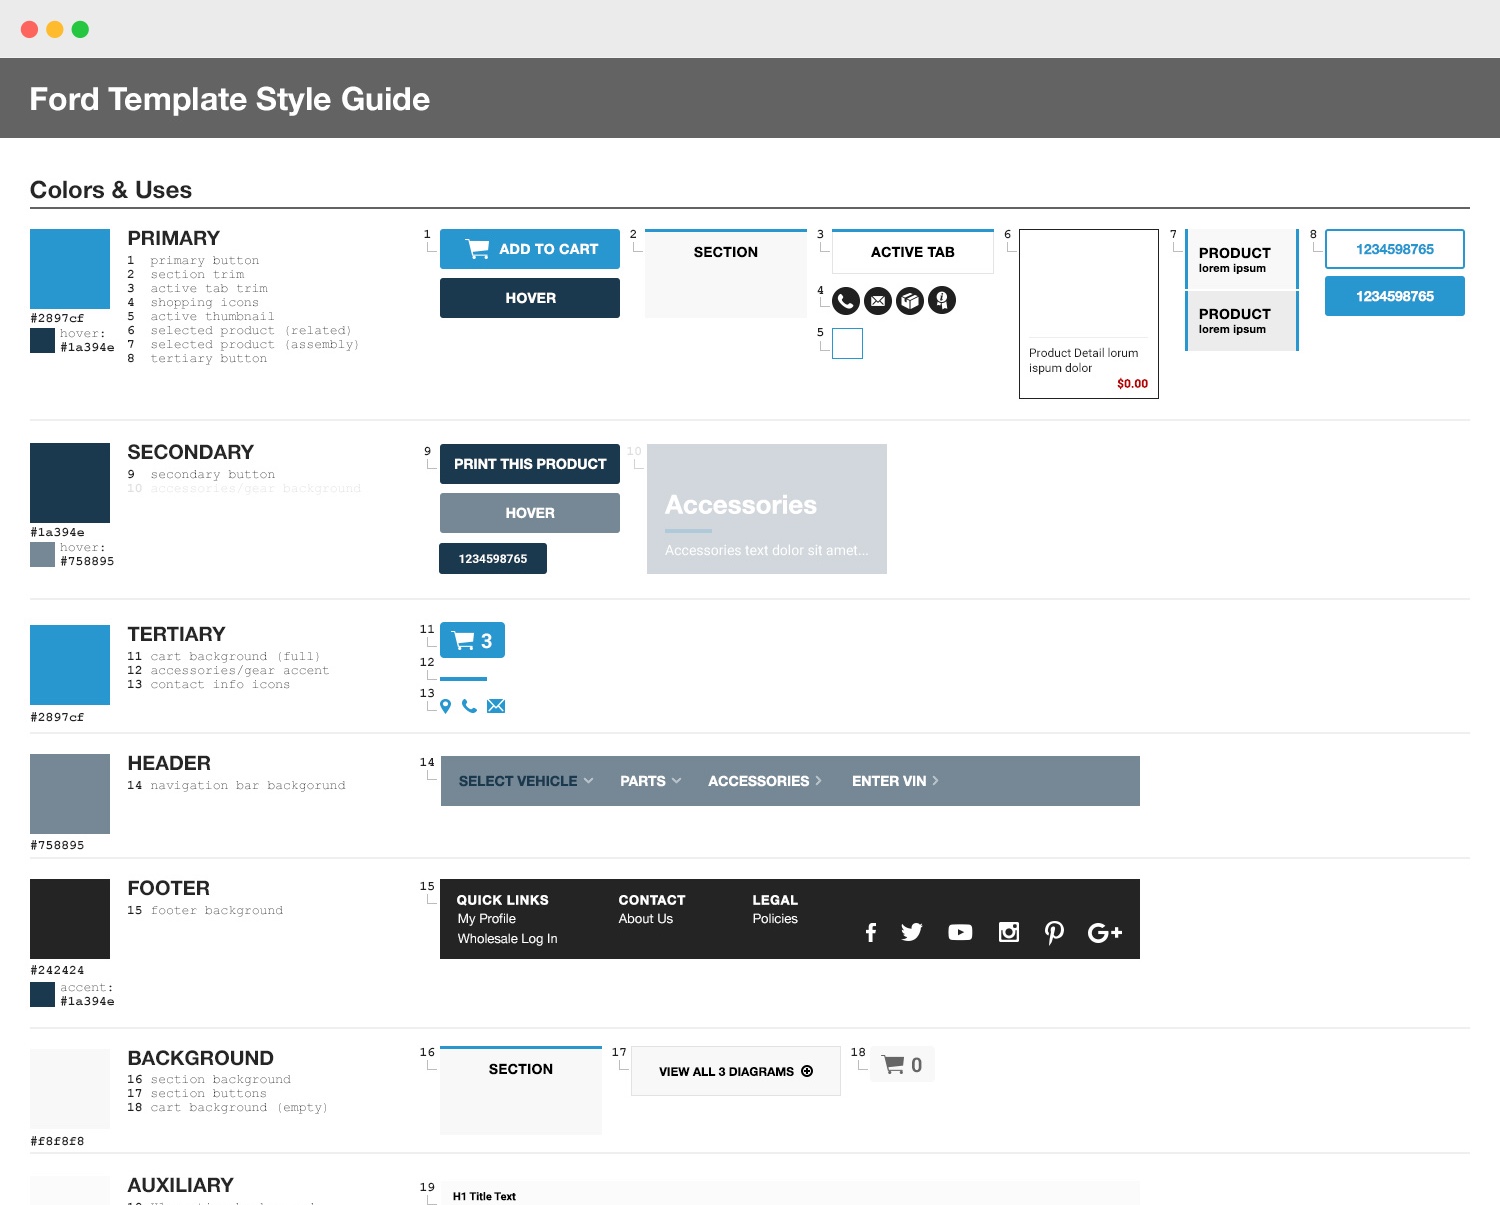 Ford Template Style Guide
Colors & Uses
PRIMARY
1 primary button
2 section trim
3 active tab trim
4 shopping icons
5 active thumbnail
6 selected product (related)
7 selected product (assembly)
8 tertiary button
#2897cf
hover:
#1a394e
1
ADD TO CART
HOVER
2
SECTION
3
ACTIVE TAB
4
5
6
Product Detail lorum
ispum dolor
$0.00
7
PRODUCT
lorem ipsum
PRODUCT
lorem ipsum
8
1234598765
1234598765
SECONDARY
9 secondary button
10 accessories/gear background
#1a394e
hover:
#758895
9
PRINT THIS PRODUCT
HOVER
1234598765
10
Accessories
Accessories text dolor sit amet...
TERTIARY
11 cart background (full)
12 accessories/gear accent
13 contact info icons
#2897cf
11
3
12
13
HEADER
14 navigation bar backgorund
#758895
14
SELECT VEHICLE PARTS ACCESSORIES ENTER VIN
FOOTER
15 footer background
#242424
accent:
#1a394e
15
QUICK LINKS
My Profile
Wholesale Log In
CONTACT
About Us
LEGAL
Policies
G+
BACKGROUND
16 section background
17 section buttons
18 cart background (empty)
#f8f8f8
16
SECTION
17
VIEW ALL 3 DIAGRAMS
18
0
AUXILIARY
19
H1 Title Text